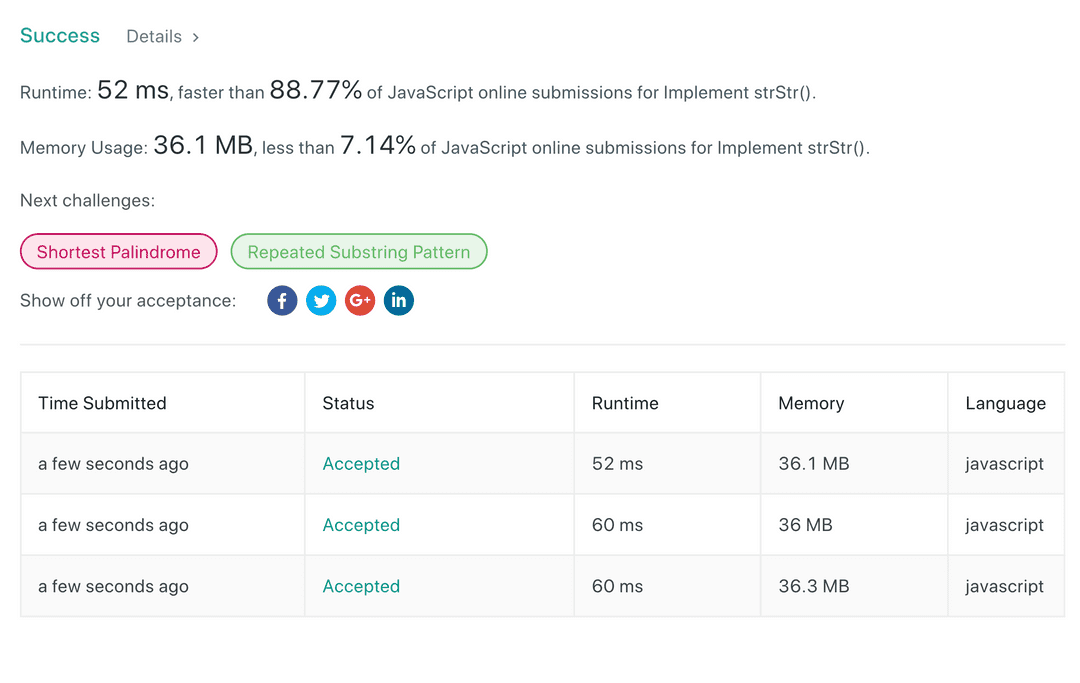 Success Details >
Runtime: 52 ms, faster than 88.77% of JavaScript online submissions for Implement strStr().
Memory Usage: 36.1 MB, less than 7.14% of JavaScript online submissions for Implement strStr().
Next challenges:
Shortest Palindrome Repeated Substring Pattern
Show off your acceptance: f G+ in
Time Submitted Status Runtime Memory Language
a few seconds ago Accepted 52 ms 36.1 MB javascript
a few seconds ago Accepted 60 ms 36 MB javascript
a few seconds ago Accepted 60 ms 36.3 MB javascript